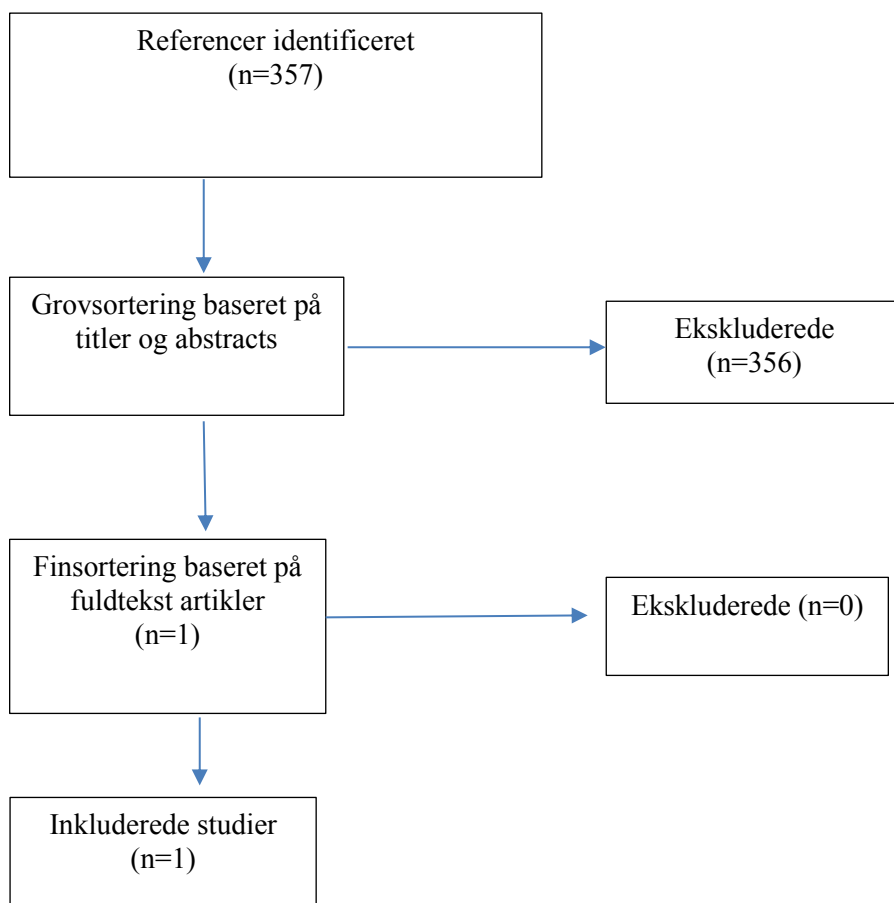 Referencer identificeret
(n=357)
Grovsortering baseret på
titler og abstracts
Ekskluderede
(n=356)
Finsortering baseret på
fuldtekst artikler
(n=1)
Ekskluderede (n=0)
Inkluderede studier
(n=1)